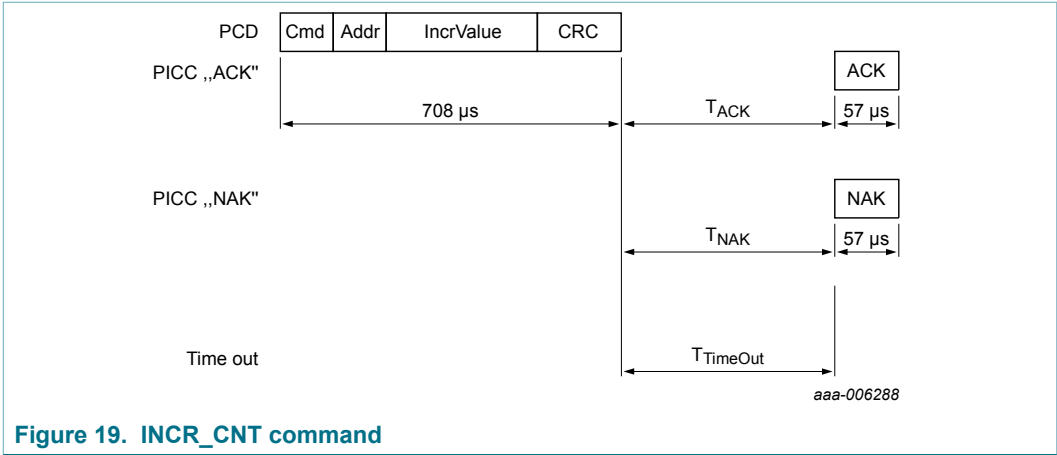 PCD Cmd Addr IncrValue CRC
PICC ,,ACK" ACK
708 µs TACK 57 µs
PICC ,,NAK" NAK
TNAK 57 µs
Time out TTimeOut
aaa-006288
Figure 19. INCR_CNT command